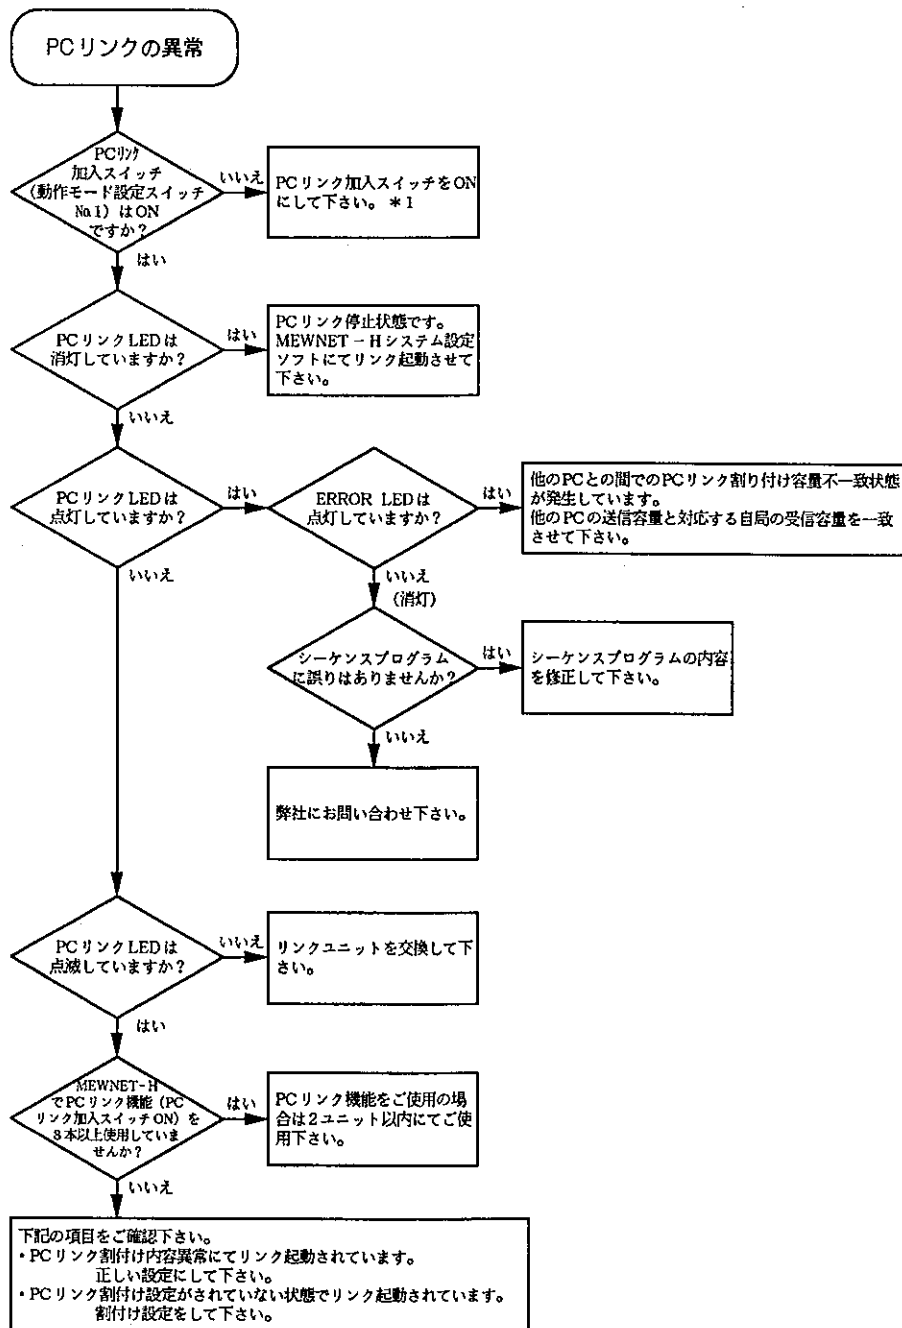 PCリンクの異常
PCリンク
加入スイッチ
(動作モード設定スイッチ
No.1)はON
ですか?
いいえ
PCリンク加入スイッチをON
にして下さい。 *1
はい
PCリンクLEDは
消灯していますか?
はい
PCリンク停止状態です。
MEWNET-Hシステム設定
ソフトにてリンク起動させて
下さい。
いいえ
PCリンクLEDは
点灯していますか?
はい
ERROR LEDは
点灯していますか?
はい
他のPCとの間でのPCリンク割り付け容量不一致状態
が発生しています。
他のPCの送信容量と対応する自局の受信容量を一致
させて下さい。
いいえ
いいえ
(消灯)
シーケンスプログラム
に誤りはありませんか?
はい
シーケンスプログラムの内容
を修正して下さい。
いいえ
弊社にお問い合わせ下さい。
PCリンクLEDは
点滅していますか?
いいえ
リンクユニットを交換して下
さい。
はい
MEWNET-H
でPCリンク機能(PC
リンク加入スイッチON)を
3本以上使用していま
せんか?
はい
PCリンク機能をご使用の場
合は2ユニット以内にてご使
用下さい。
いいえ
下記の項目をご確認下さい。
・PCリンク割付け内容異常にてリンク起動されています。
正しい設定にして下さい。
・PCリンク割付け設定がされていない状態でリンク起動されています。
割付け設定をして下さい。